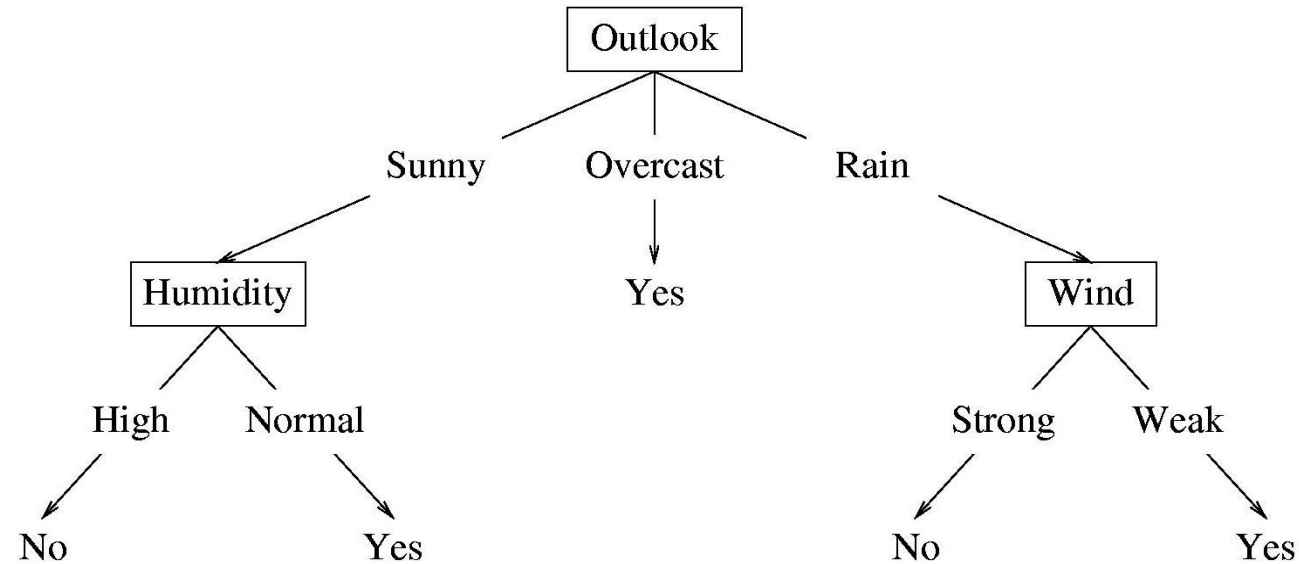 Outlook
Sunny Overcast Rain
Humidity Yes Wind
High Normal Strong Weak
No Yes No Yes